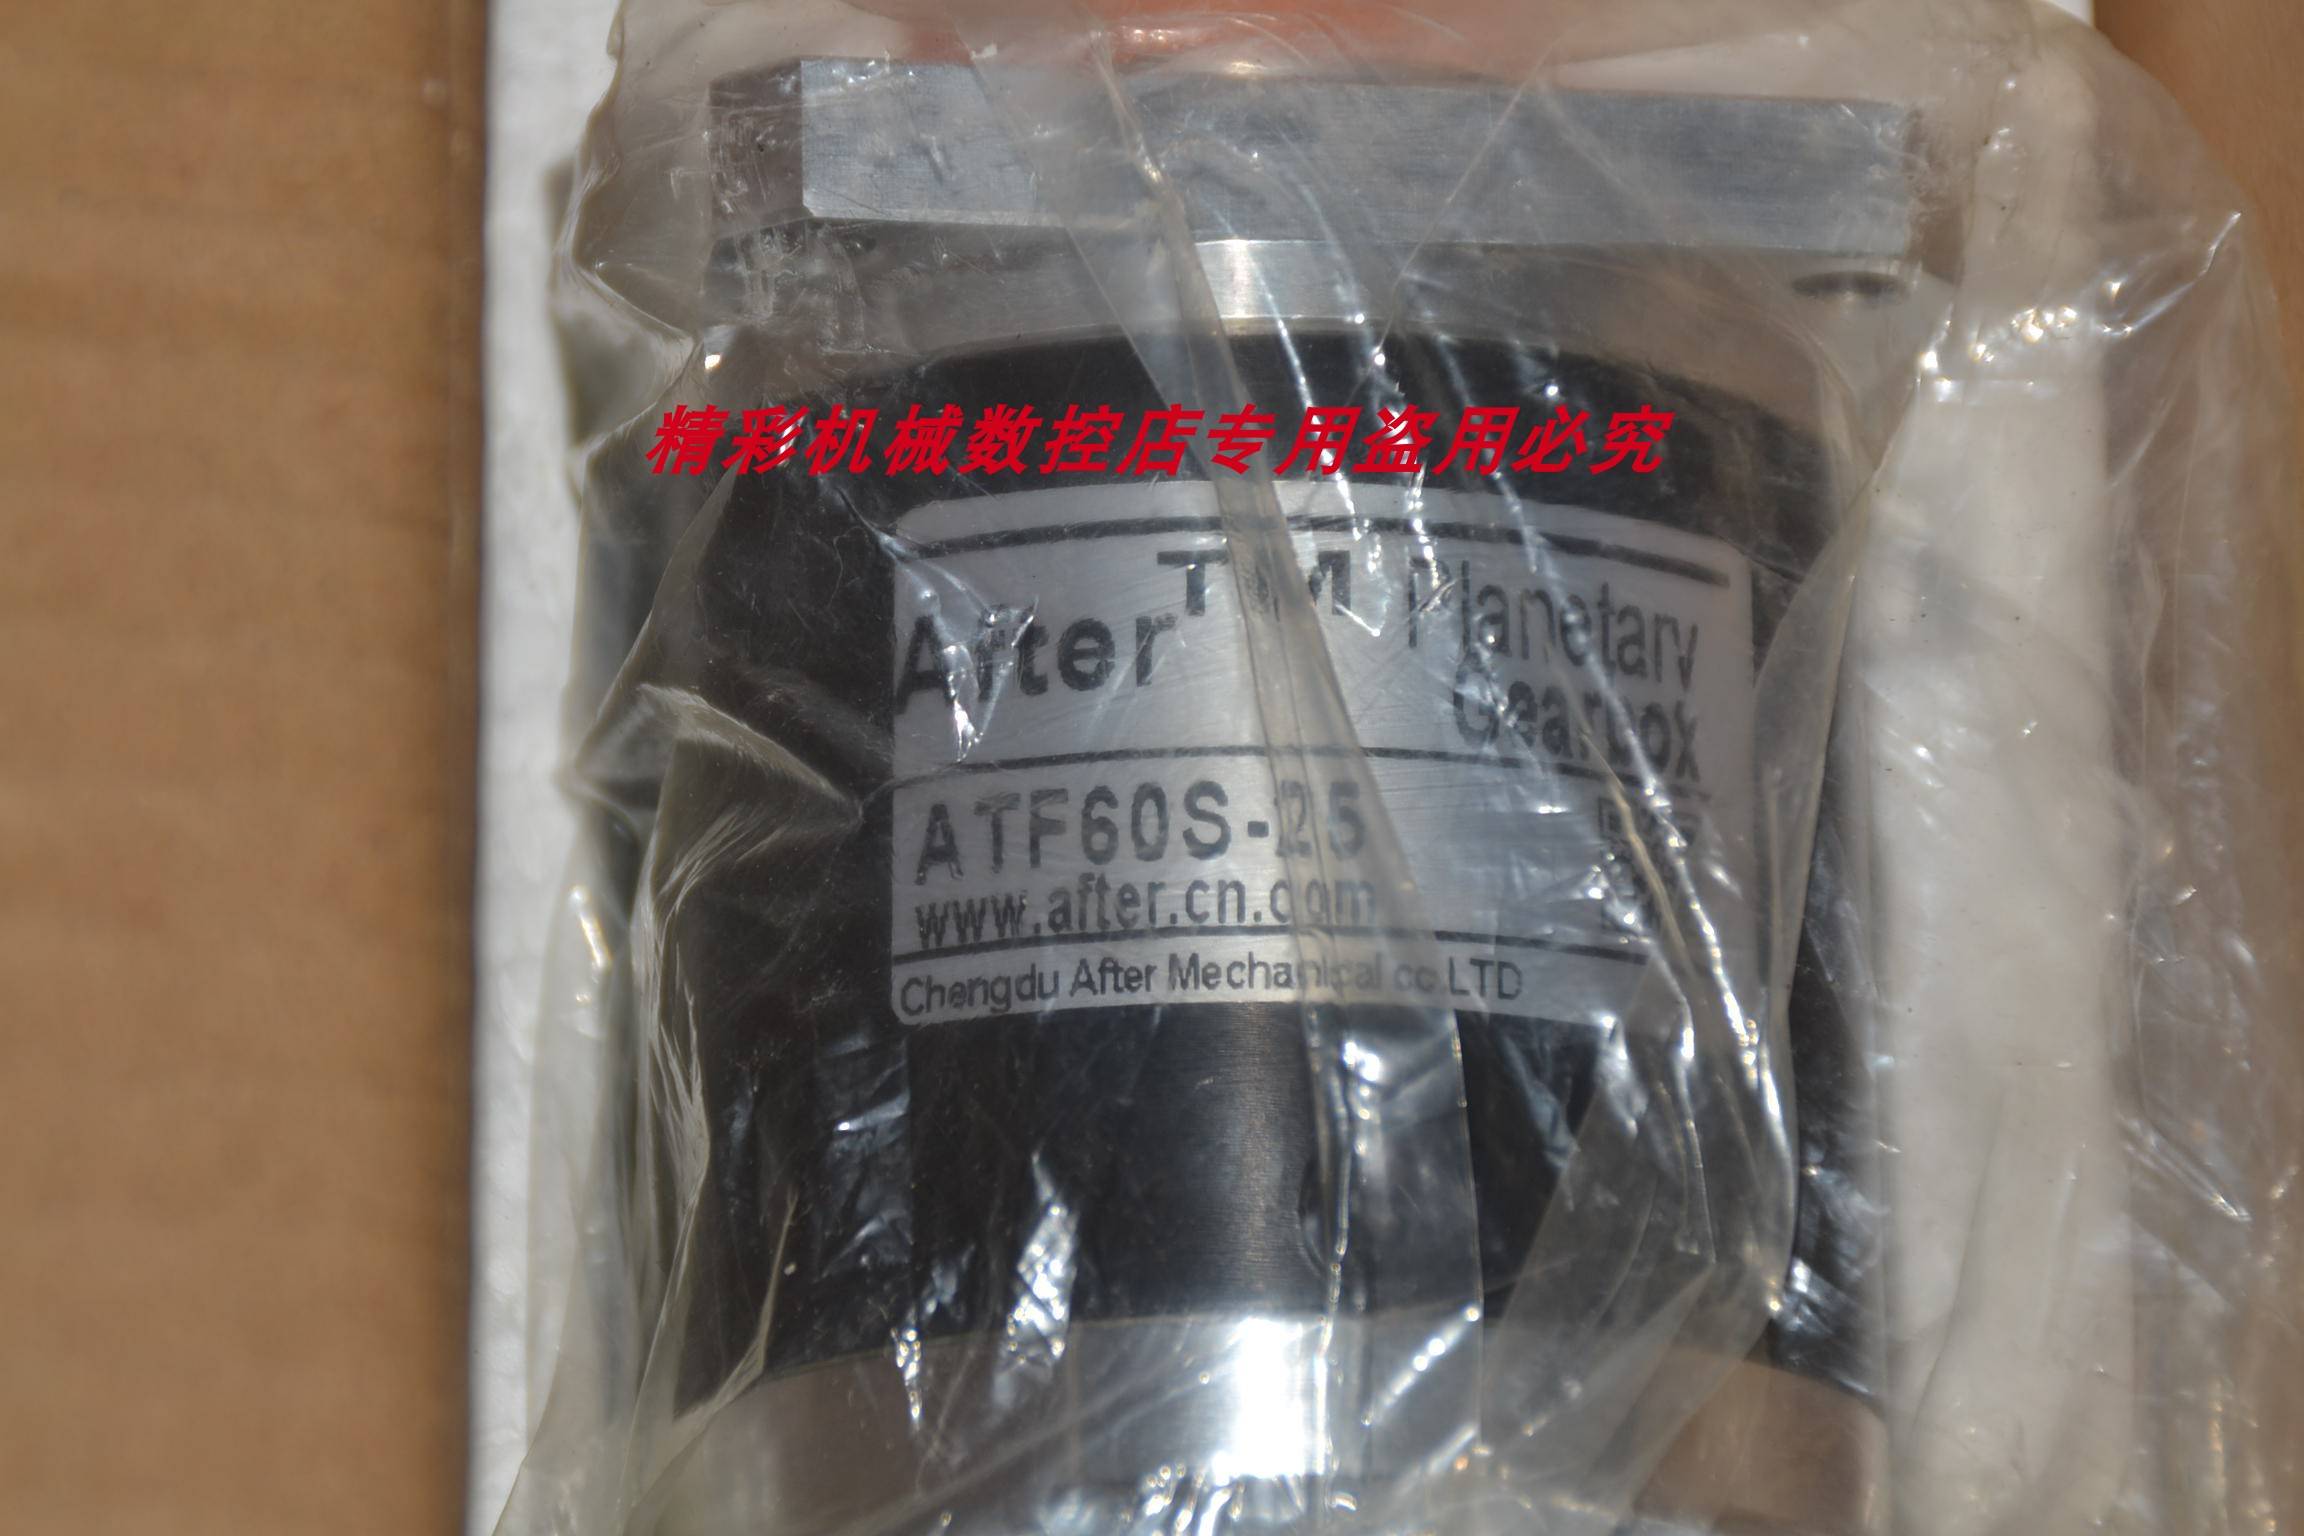 精彩机械数控店专用盗用必究
After™ Planetary
Gearbox
ATF60S-25
www.after.cn.com
Chengdu After Mechanical co LTD